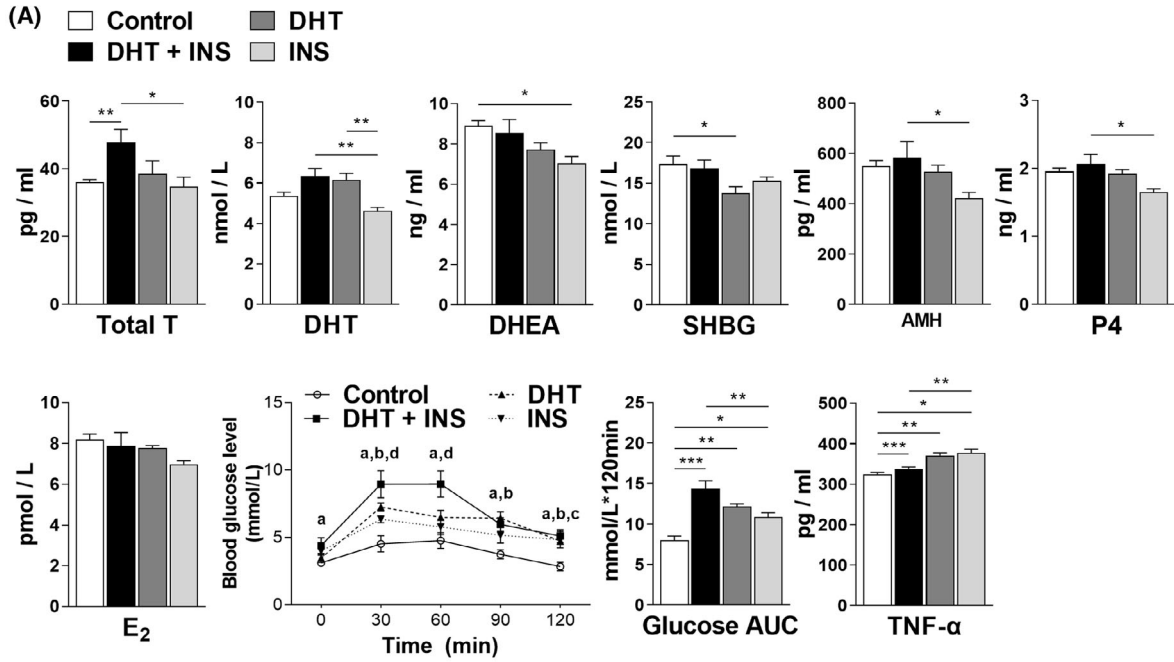 (A)
Control DHT
DHT + INS INS
60 10 10 25 800 3
40 8 8 20 600 2
20 6 6 15 400 1
0 4 4 10 200 0
2 2 5 0
0 0 0
pg / ml nmol / L ng / ml nmol / L pg / ml ng / ml
** *
** **
*
*
*
*
Total T DHT DHEA SHBG AMH P4
10
8
6
4
2
0
pmol / L
E2
Control DHT
DHT + INS INS
15
10
5
0
Blood glucose level
(mmol/L)
a a,b,d a,d a,b a,b,c
0 30 60 90 120
Time (min)
25
20
15
10
5
0
mmol/L*120min
**
*
**
***
Glucose AUC
500
400
300
200
100
0
pg / ml
**
*
**
***
TNF-α